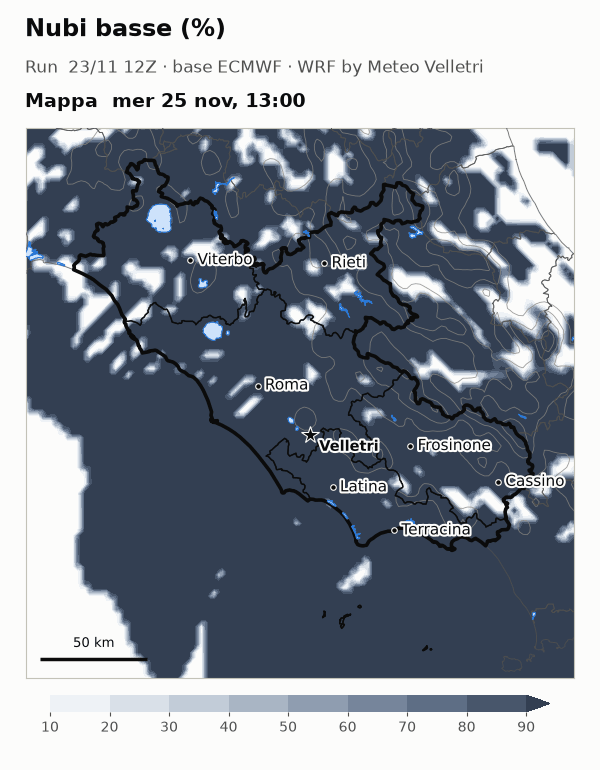 Nubi basse (%)
Run  23/11 12Z · base ECMWF · WRF by Meteo Velletri
Mappa  mer 25 nov, 13:00
Viterbo
Rieti
Roma
Velletri
Frosinone
Latina
Cassino
Terracina
50 km
10 20 30 40 50 60 70 80 90